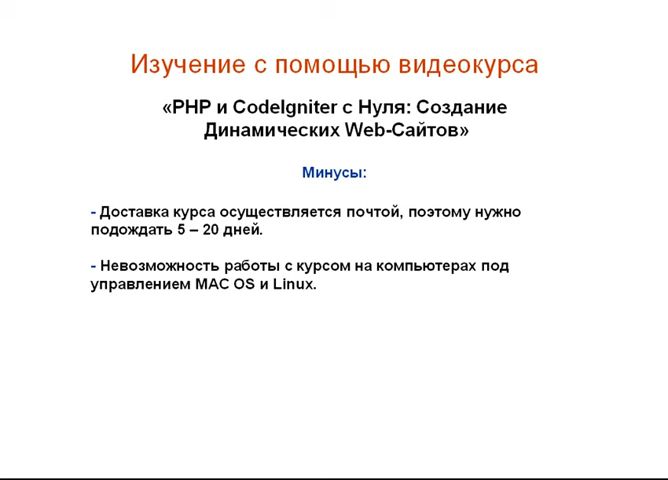 Изучение с помощью видеокурса
«PHP и CodeIgniter с Нуля: Создание
Динамических Web-Сайтов»
Минусы:
- Доставка курса осуществляется почтой, поэтому нужно
подождать 5 – 20 дней.
- Невозможность работы с курсом на компьютерах под
управлением MAC OS и Linux.